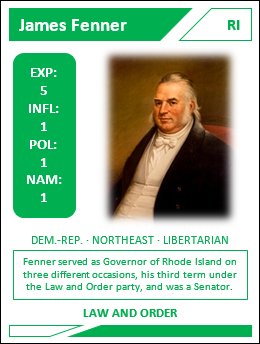 James Fenner
RI
EXP:
5
INFL:
1
POL:
1
NAM:
1
DEM.-REP. · NORTHEAST · LIBERTARIAN
Fenner served as Governor of Rhode Island on
three different occasions, his third term under
the Law and Order party, and was a Senator.
LAW AND ORDER